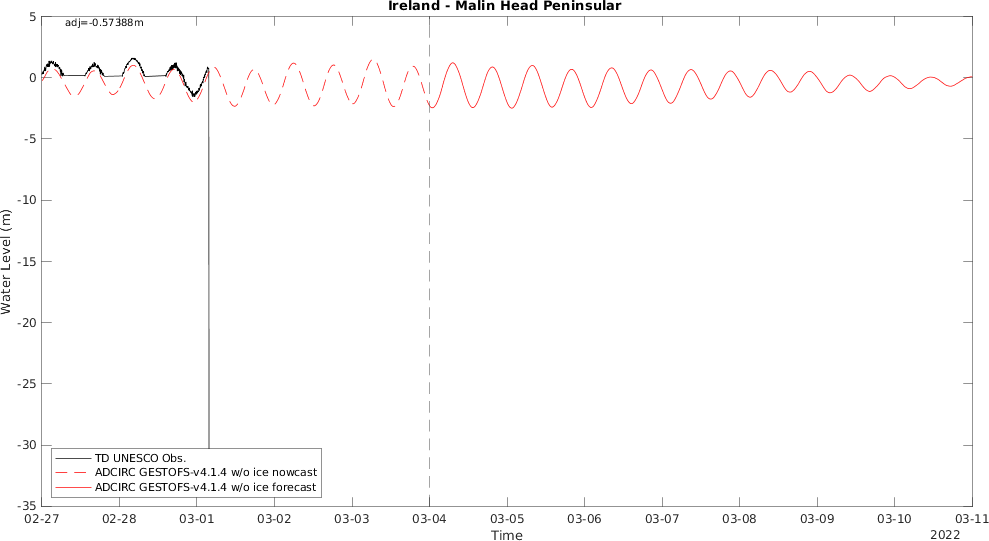 Ireland - Malin Head Peninsular
adj=-0.57388m
5
0
-5
-10
-15
-20
-25
-30
-35
Water Level (m)
TD UNESCO Obs.
ADCIRC GESTOFS-v4.1.4 w/o ice nowcast
ADCIRC GESTOFS-v4.1.4 w/o ice forecast
02-27 02-28 03-01 03-02 03-03 03-04 03-05 03-06 03-07 03-08 03-09 03-10 03-11
Time
2022